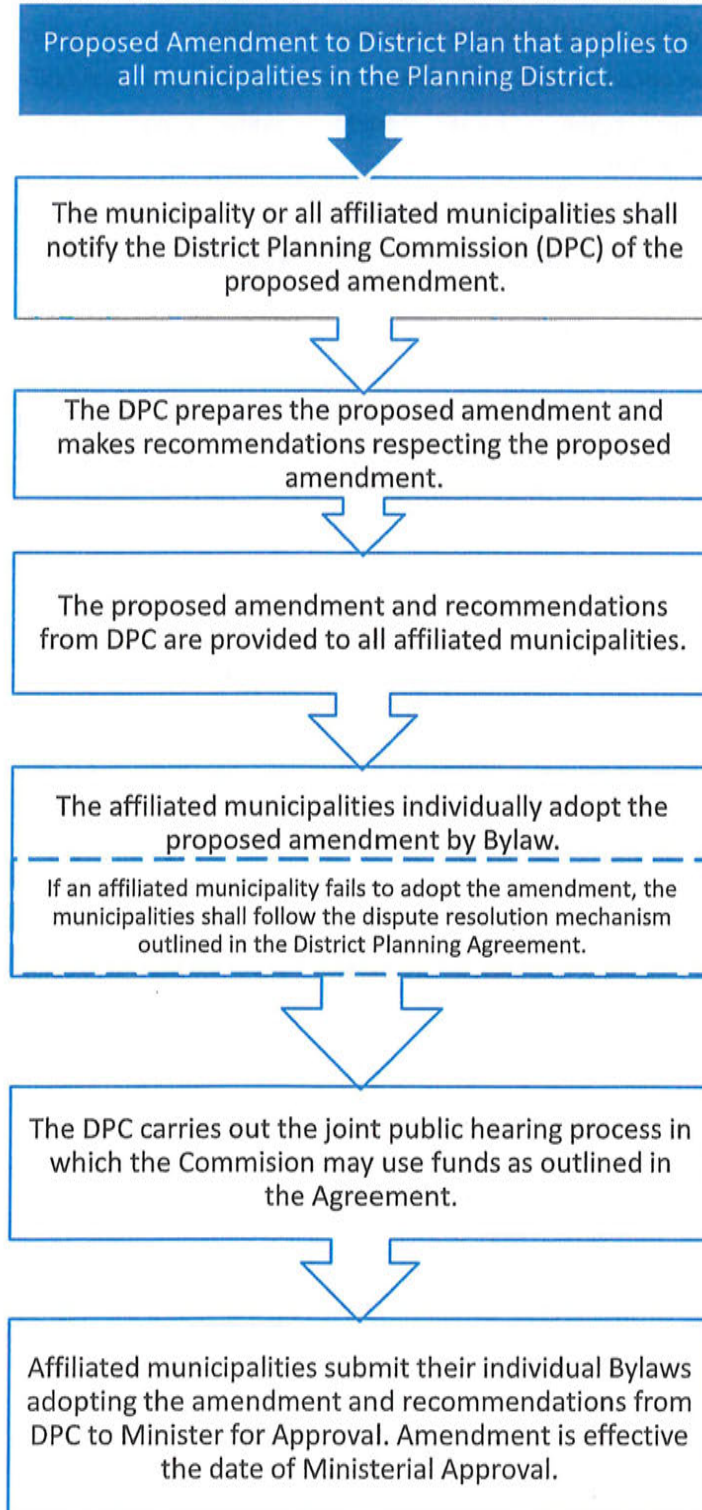 Proposed Amendment to District Plan that applies to
all municipalities in the Planning District.
The municipality or all affiliated municipalities shall
notify the District Planning Commission (DPC) of the
proposed amendment.
The DPC prepares the proposed amendment and
makes recommendations respecting the proposed
amendment.
The proposed amendment and recommendations
from DPC are provided to all affiliated municipalities.
The affiliated municipalities individually adopt the
proposed amendment by Bylaw.
If an affiliated municipality fails to adopt the amendment, the
municipalities shall follow the dispute resolution mechanism
outlined in the District Planning Agreement.
The DPC carries out the joint public hearing process in
which the Commision may use funds as outlined in
the Agreement.
Affiliated municipalities submit their individual Bylaws
adopting the amendment and recommendations from
DPC to Minister for Approval. Amendment is effective
the date of Ministerial Approval.